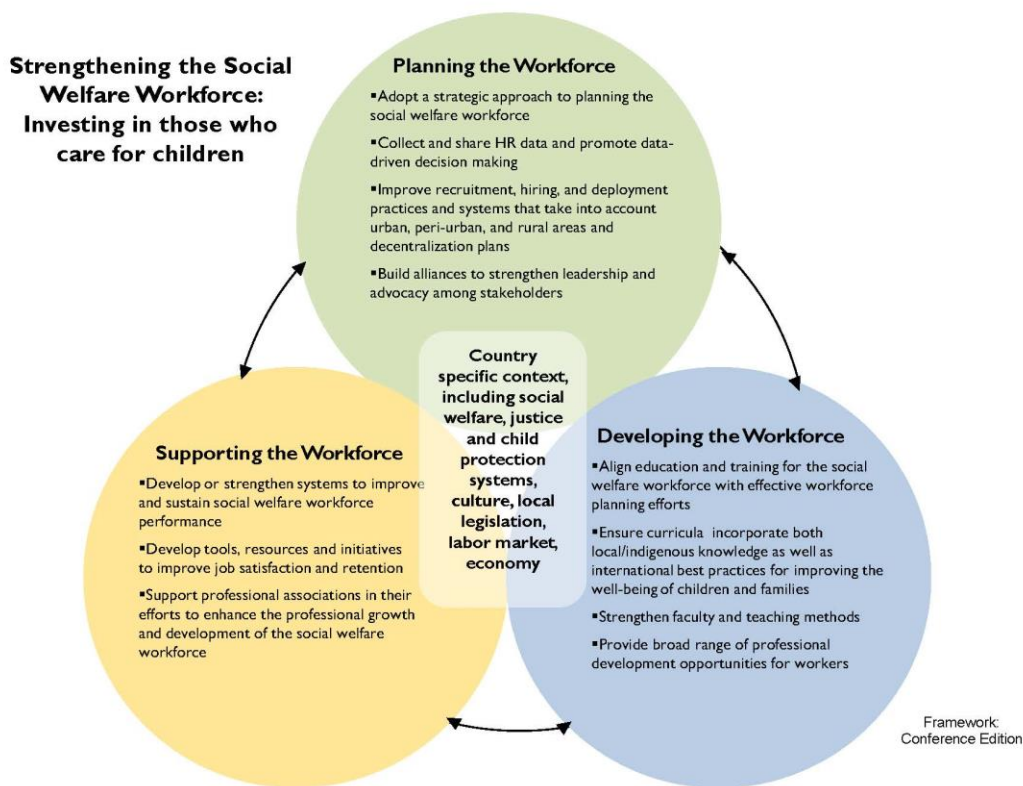 Strengthening the Social
Welfare Workforce:
Investing in those who
care for children
Planning the Workforce
▪Adopt a strategic approach to planning the
social welfare workforce
▪Collect and share HR data and promote data-
driven decision making
▪Improve recruitment, hiring, and deployment
practices and systems that take into account
urban, peri-urban, and rural areas and
decentralization plans
▪Build alliances to strengthen leadership and
advocacy among stakeholders
Country
specific context,
including social
welfare, justice
and child
protection
systems,
culture, local
legislation,
labor market,
economy
Supporting the Workforce
▪Develop or strengthen systems to improve
and sustain social welfare workforce
performance
▪Develop tools, resources and initiatives
to improve job satisfaction and retention
▪Support professional associations in their
efforts to enhance the professional growth
and development of the social welfare
workforce
Developing the Workforce
▪Align education and training for the social
welfare workforce with effective workforce
planning efforts
▪Ensure curricula incorporate both
local/indigenous knowledge as well as
international best practices for improving the
well-being of children and families
▪Strengthen faculty and teaching methods
▪Provide broad range of professional
development opportunities for workers
Framework:
Conference Edition